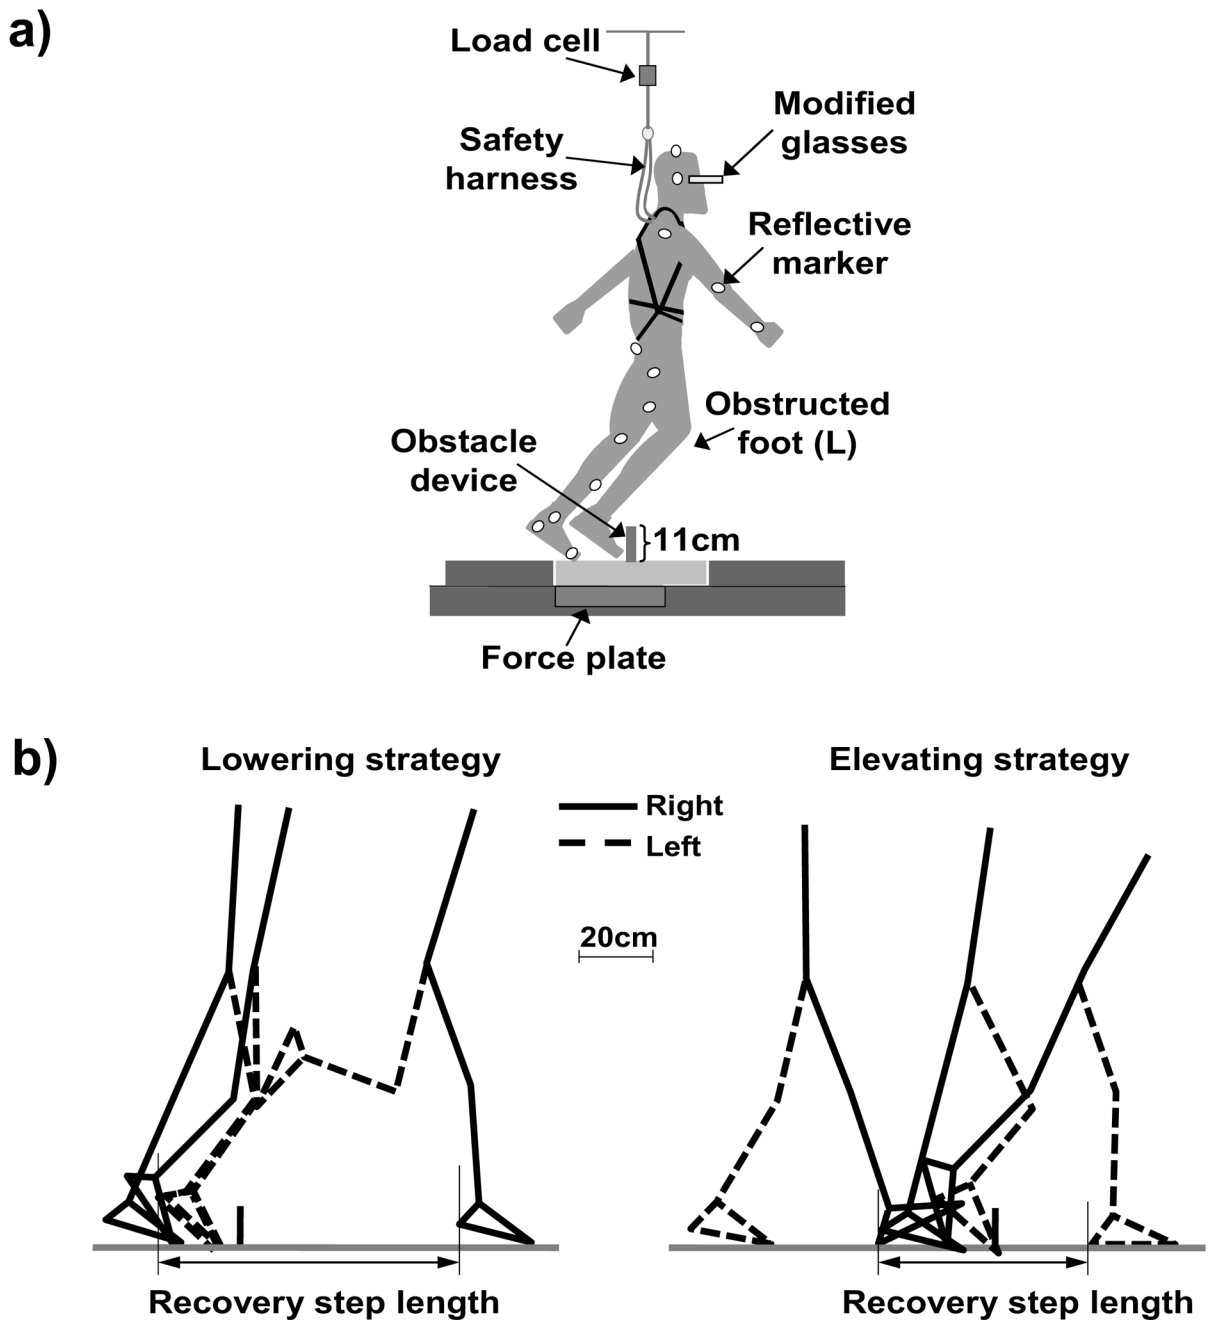 a)
Load cell
Modified
glasses
Safety
harness
Reflective
marker
Obstructed
foot (L)
Obstacle
device
11cm
Force plate
b)
Lowering strategy
Elevating strategy
Right
Left
20cm
Recovery step length
Recovery step length